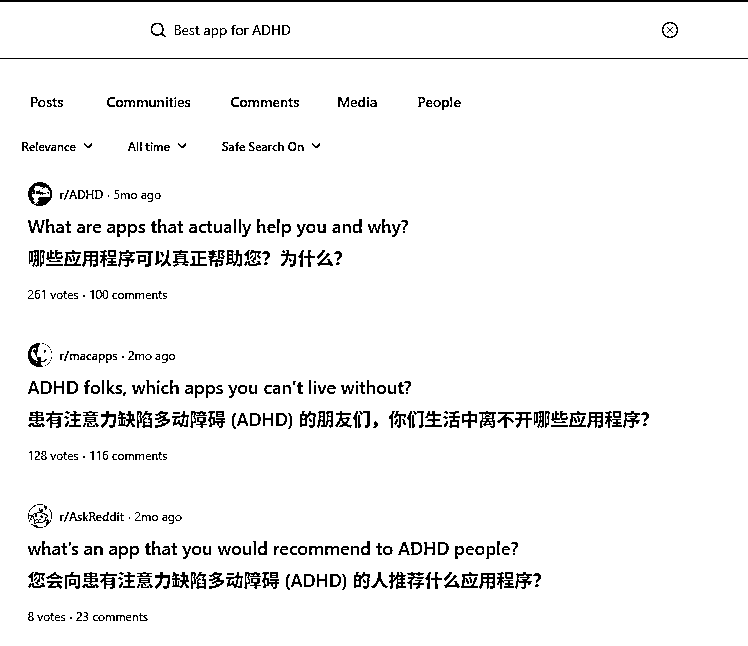 Best app for ADHD
Posts Communities Comments Media People
Relevance All time Safe Search On
r/ADHD · 5mo ago
What are apps that actually help you and why?
哪些应用程序可以真正帮助您？为什么？
261 votes · 100 comments
r/macapps · 2mo ago
ADHD folks, which apps you can't live without?
患有注意力缺陷多动障碍 (ADHD) 的朋友们，你们生活中离不开哪些应用程序？
128 votes · 116 comments
r/AskReddit · 2mo ago
what's an app that you would recommend to ADHD people?
您会向患有注意力缺陷多动障碍 (ADHD) 的人推荐什么应用程序？
8 votes · 23 comments